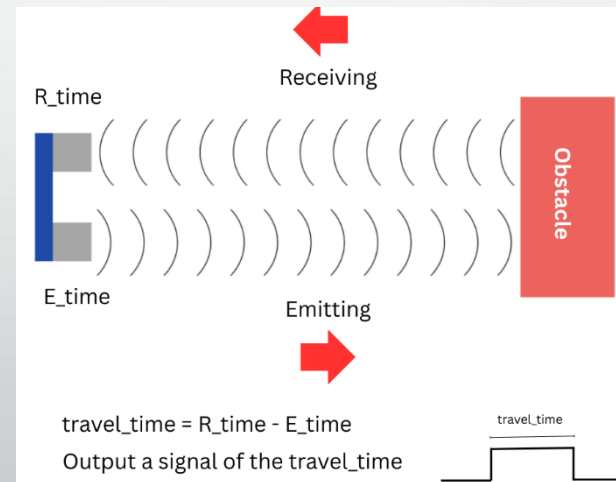 Receiving
R_time
Obstacle
E_time
Emitting
travel_time = R_time - E_time
Output a signal of the travel_time
travel_time